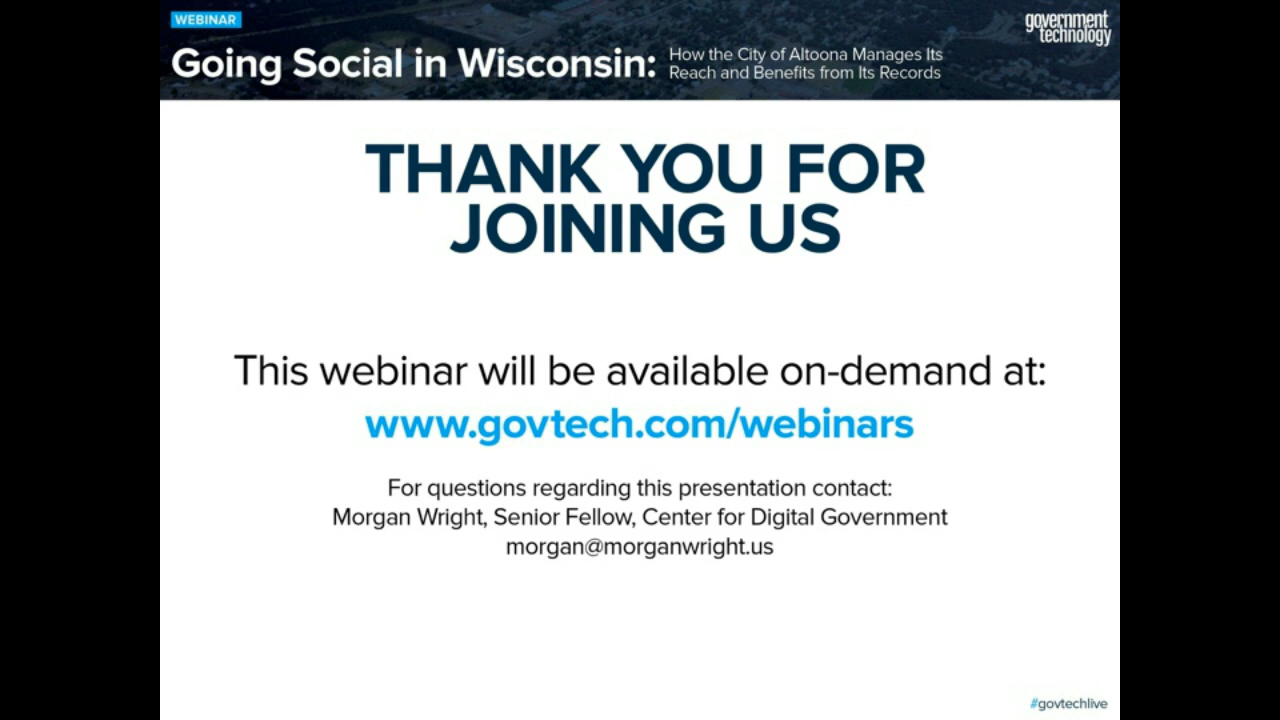 WEBINAR
government
technology
Going Social in Wisconsin:
How the City of Altoona Manages Its
Reach and Benefits from Its Records
THANK YOU FOR
JOINING US
This webinar will be available on-demand at:
www.govtech.com/webinars
For questions regarding this presentation contact:
Morgan Wright, Senior Fellow, Center for Digital Government
morgan@morganwright.us
#govtechlive